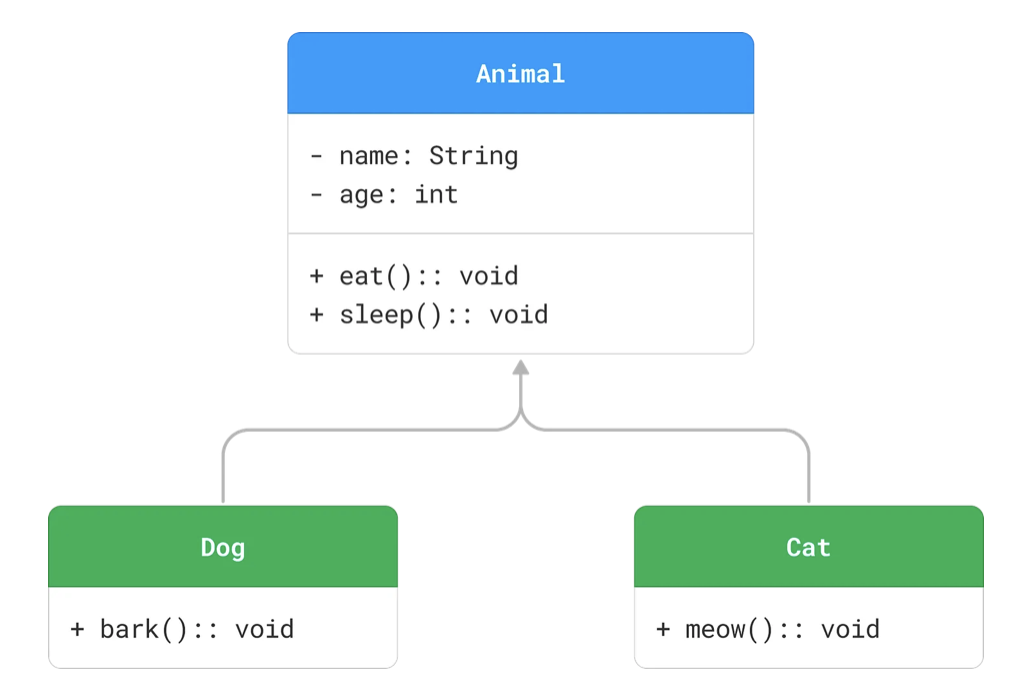 Animal
- name: String
- age: int
+ eat():: void
+ sleep():: void
Dog
+ bark():: void
Cat
+ meow():: void